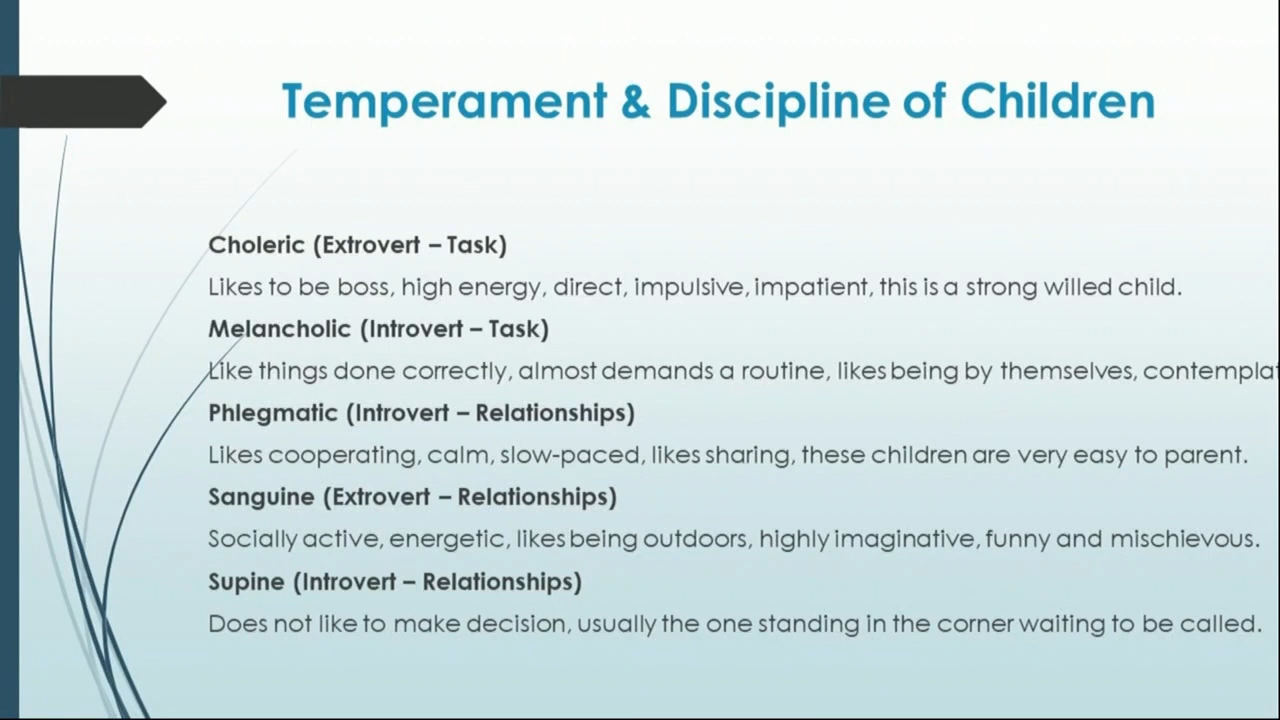 Temperament & Discipline of Children
Choleric (Extrovert – Task)
Likes to be boss, high energy, direct, impulsive, impatient, this is a strong willed child.
Melancholic (Introvert – Task)
Like things done correctly, almost demands a routine, likes being by themselves, contemplat
Phlegmatic (Introvert – Relationships)
Likes cooperating, calm, slow-paced, likes sharing, these children are very easy to parent.
Sanguine (Extrovert – Relationships)
Socially active, energetic, likes being outdoors, highly imaginative, funny and mischievous.
Supine (Introvert – Relationships)
Does not like to make decision, usually the one standing in the corner waiting to be called.